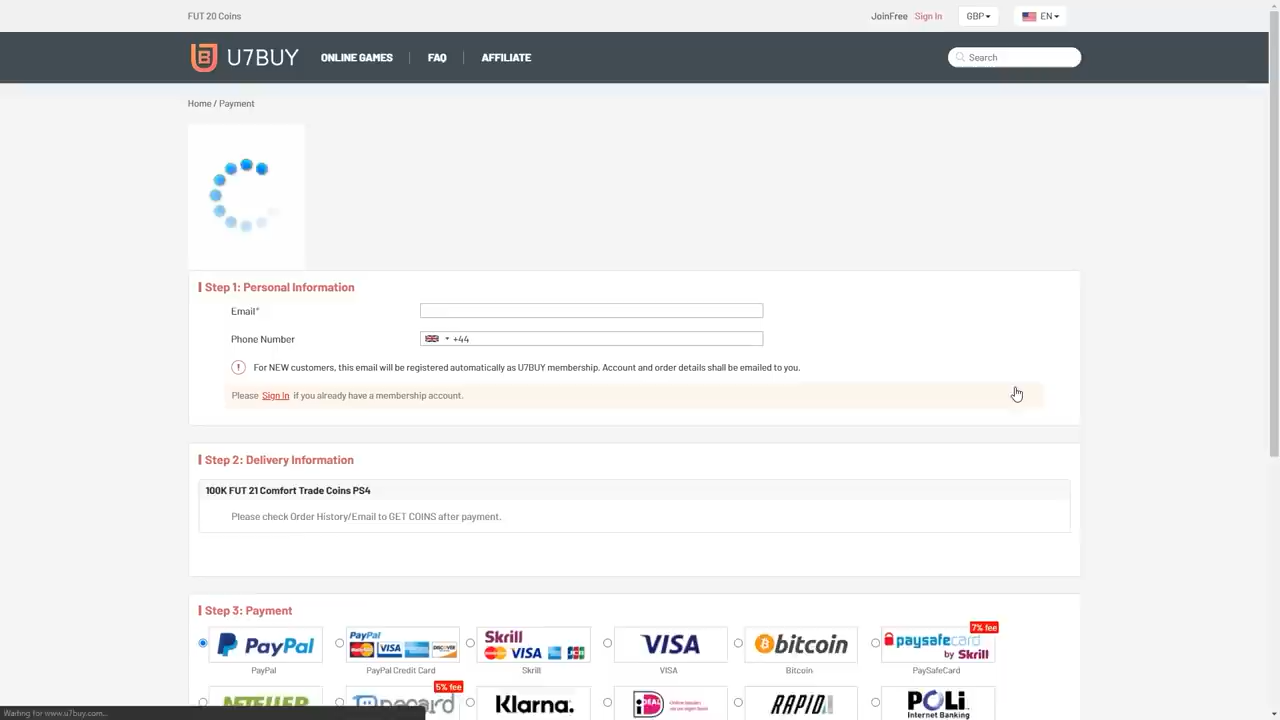 FUT 20 Coins
JoinFree Sign In GBP EN
U7BUY ONLINE GAMES FAQ AFFILIATE Search
Home / Payment
Step 1: Personal Information
Email*
Phone Number +44
For NEW customers, this email will be registered automatically as U7BUY membership. Account and order details shall be emailed to you.
Please Sign In if you already have a membership account.
Step 2: Delivery Information
100K FUT 21 Comfort Trade Coins PS4
Please check Order History/Email to GET COINS after payment.
Step 3: Payment
7% fee
PayPal PayPal VISA Skrill VISA VISA bitcoin paysafecard by Skrill
PayPal PayPal Credit Card Skrill VISA Bitcoin PaySafeCard
5% fee
NETELLER Klarna. iDEAL RAPID POLi Internet Banking
Waiting for www.u7buy.com...